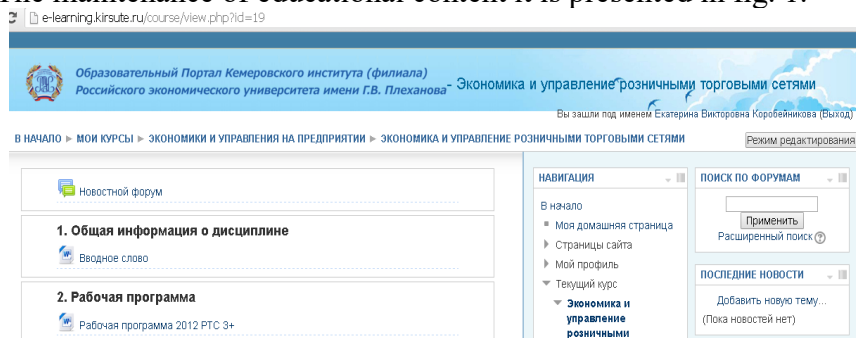 The maintenance of educational content it is presented in fig. 1.
e-learning.kirsute.ru/course/view.php?id=19
Образовательный Портал Кемеровского института (филиала)
Российского экономического университета имени Г.В. Плеханова - Экономика и управление розничными торговыми сетями
Вы зашли под именем Екатерина Викторовна Коробейникова (Выход)
В НАЧАЛО ► МОИ КУРСЫ ► ЭКОНОМИКИ И УПРАВЛЕНИЯ НА ПРЕДПРИЯТИИ ► ЭКОНОМИКА И УПРАВЛЕНИЕ РОЗНИЧНЫМИ ТОРГОВЫМИ СЕТЯМИ
Режим редактирования
Новостной форум
1. Общая информация о дисциплине
Вводное слово
2. Рабочая программа
Рабочая программа 2012 РТС 3+
НАВИГАЦИЯ
В начало
Моя домашняя страница
Страницы сайта
Мой профиль
Текущий курс
Экономика и
управление
розничными
ПОИСК ПО ФОРУМАМ
Применить
Расширенный поиск
ПОСЛЕДНИЕ НОВОСТИ
Добавить новую тему...
(Пока новостей нет)